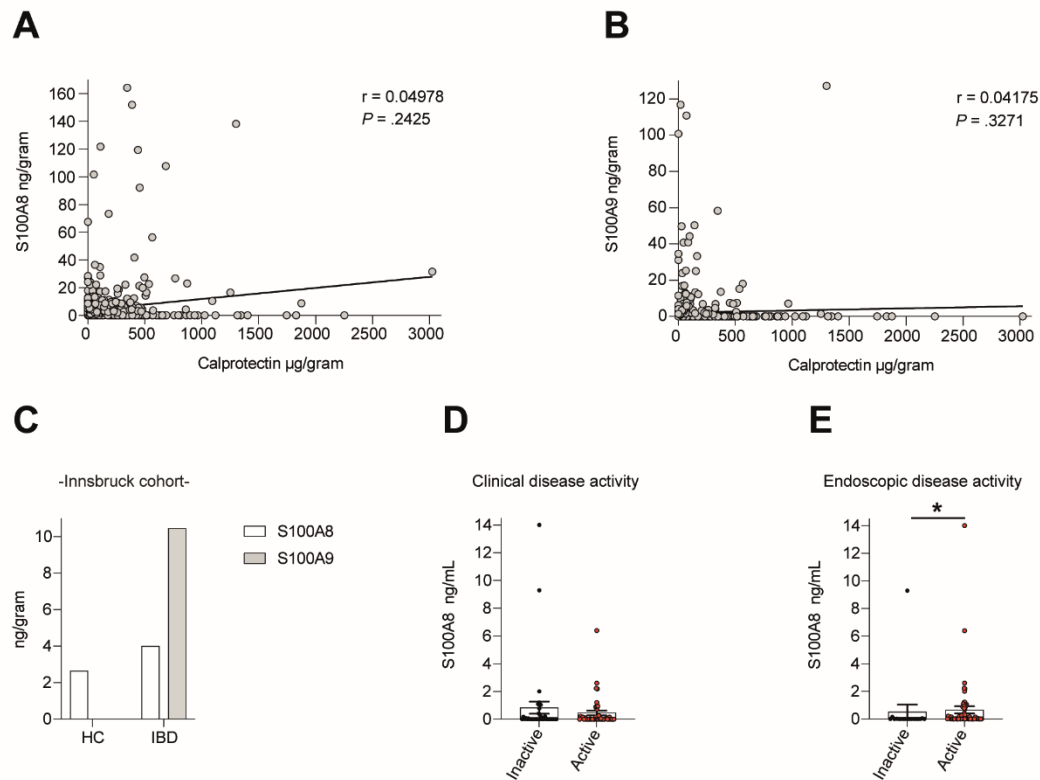 A
S100A8 ng/gram
160
140
120
100
80
60
40
20
0
r = 0.04978
P = .2425
0 500 1000 1500 2000 2500 3000
Calprotectin µg/gram
B
S100A9 ng/gram
120
100
80
60
40
20
0
r = 0.04175
P = .3271
0 500 1000 1500 2000 2500 3000
Calprotectin µg/gram
C
-Innsbruck cohort-
ng/gram
10
8
6
4
2
0
HC IBD
S100A8
S100A9
D
Clinical disease activity
S100A8 ng/mL
14
12
10
8
6
4
2
0
Inactive
Active
E
Endoscopic disease activity
*
S100A8 ng/mL
14
12
10
8
6
4
2
0
Inactive
Active